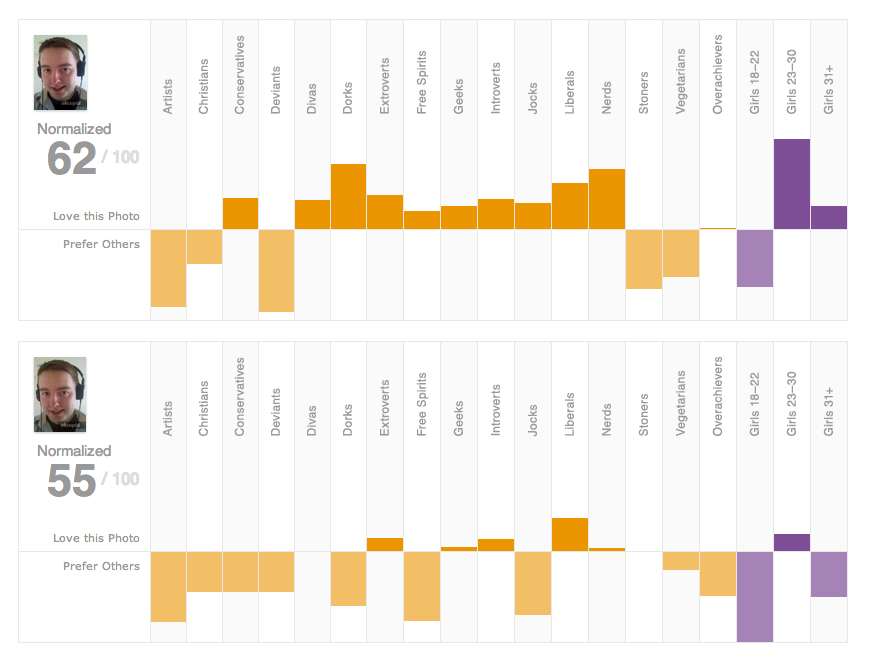 Artists
Christians
Conservatives
Deviants
Divas
Dorks
Extroverts
Free Spirits
Geeks
Introverts
Jocks
Liberals
Nerds
Stoners
Vegetarians
Overachievers
Girls 18–22
Girls 23–30
Girls 31+
Normalized
62 / 100
Love this Photo
Prefer Others
Artists
Christians
Conservatives
Deviants
Divas
Dorks
Extroverts
Free Spirits
Geeks
Introverts
Jocks
Liberals
Nerds
Stoners
Vegetarians
Overachievers
Girls 18–22
Girls 23–30
Girls 31+
Normalized
55 / 100
Love this Photo
Prefer Others